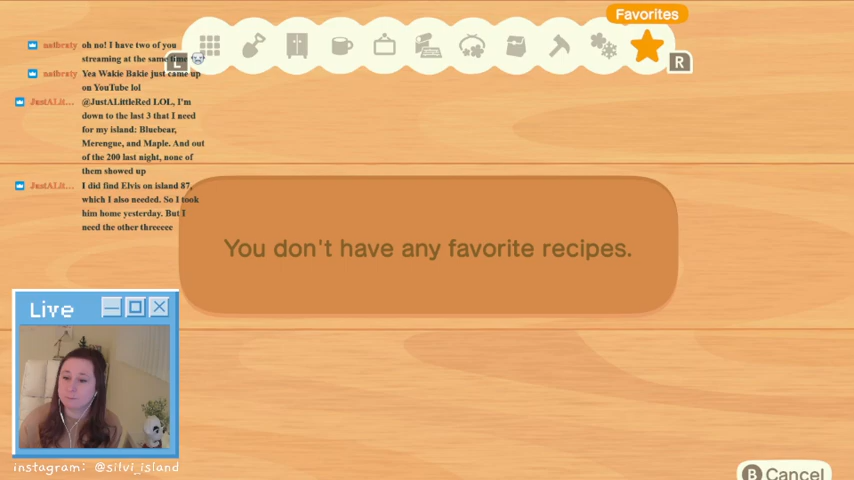 Favorites
L
R
nalbraty oh no! I have two of you
streaming at the same time
nalbraty Yea Wakie Bakie just came up
on YouTube lol
JustALit... @JustALittleRed LOL, I'm
down to the last 3 that I need
for my island: Bluebear,
Merengue, and Maple. And out
of the 200 last night, none of
them showed up
JustALit... I did find Elvis on island 87,
which I also needed. So I took
him home yesterday. But I
need the other threeeee
You don't have any favorite recipes.
Live
instagram: @silvi_island
B Cancel